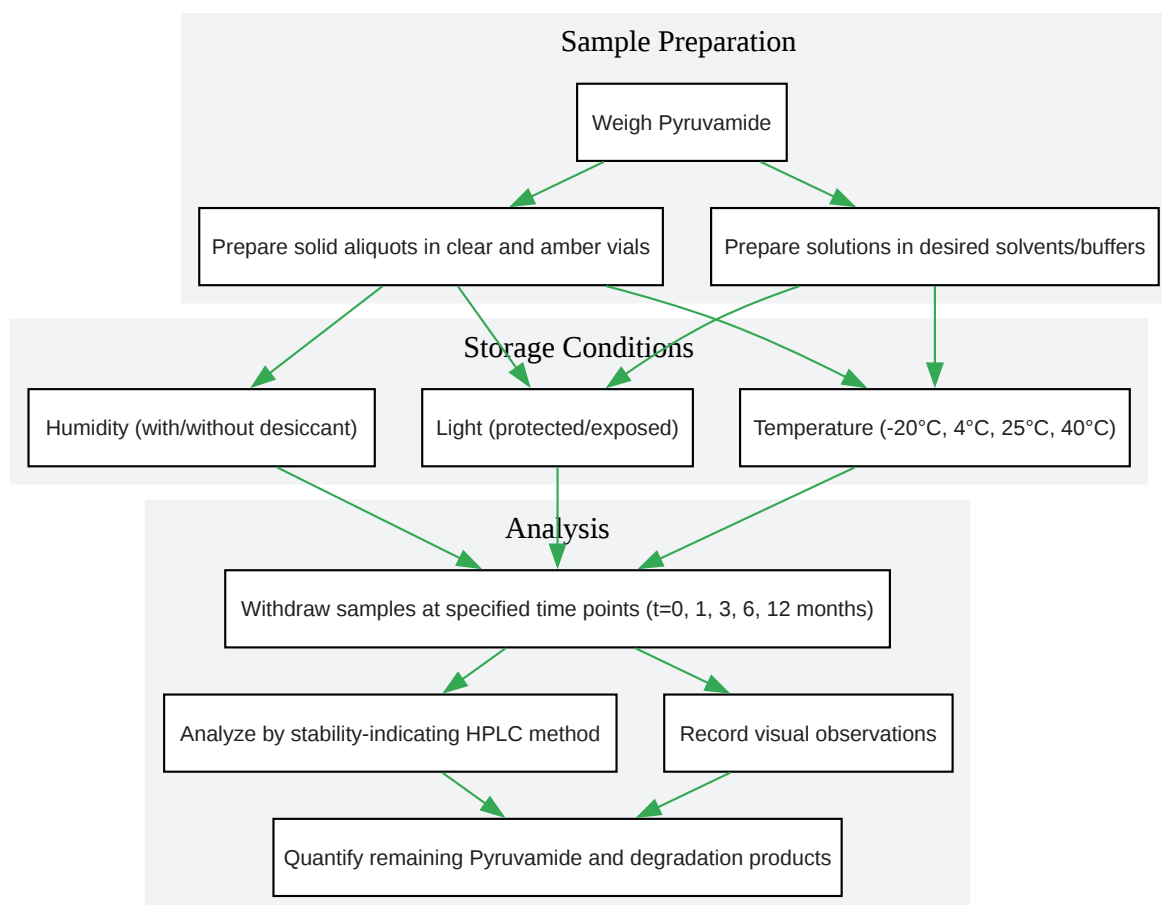 Sample Preparation
Weigh Pyruvamide
Prepare solid aliquots in clear and amber vials
Prepare solutions in desired solvents/buffers
Storage Conditions
Humidity (with/without desiccant)
Light (protected/exposed)
Temperature (-20°C, 4°C, 25°C, 40°C)
Analysis
Withdraw samples at specified time points (t=0, 1, 3, 6, 12 months)
Analyze by stability-indicating HPLC method
Record visual observations
Quantify remaining Pyruvamide and degradation products